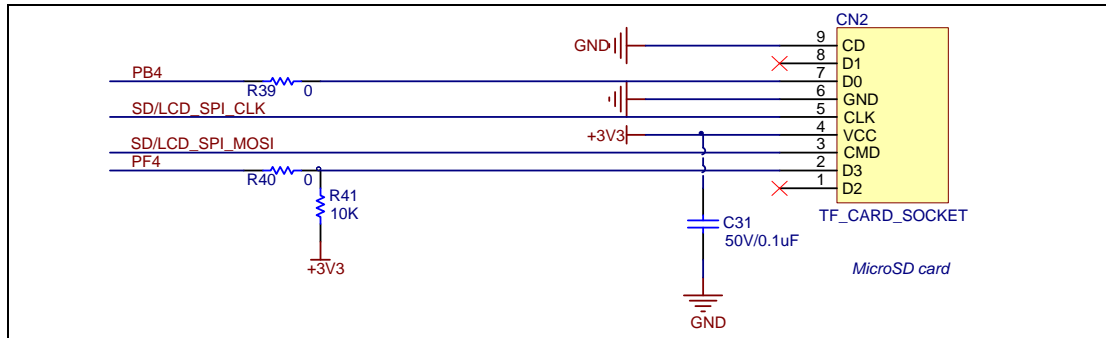 CN2
GND
9 CD
8 D1
PB4
7 D0
R39 0
6 GND
SD/LCD_SPI_CLK
5 CLK
+3V3
4 VCC
SD/LCD_SPI_MOSI
3 CMD
PF4
2 D3
R40 0
1 D2
R41
10K
TF_CARD_SOCKET
C31
50V/0.1uF
+3V3
MicroSD card
GND